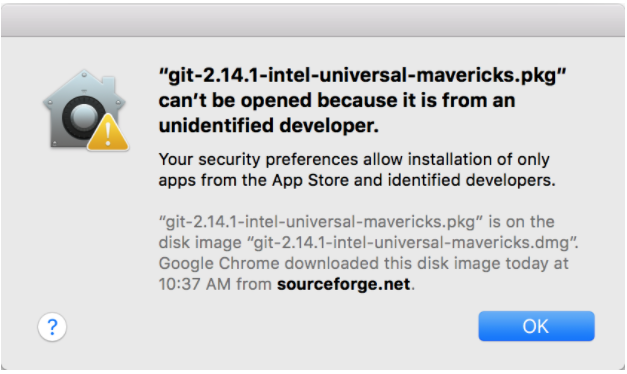 “git-2.14.1-intel-universal-mavericks.pkg”
can’t be opened because it is from an
unidentified developer.
Your security preferences allow installation of only
apps from the App Store and identified developers.
“git-2.14.1-intel-universal-mavericks.pkg” is on the
disk image “git-2.14.1-intel-universal-mavericks.dmg”.
Google Chrome downloaded this disk image today at
10:37 AM from sourceforge.net.
? OK